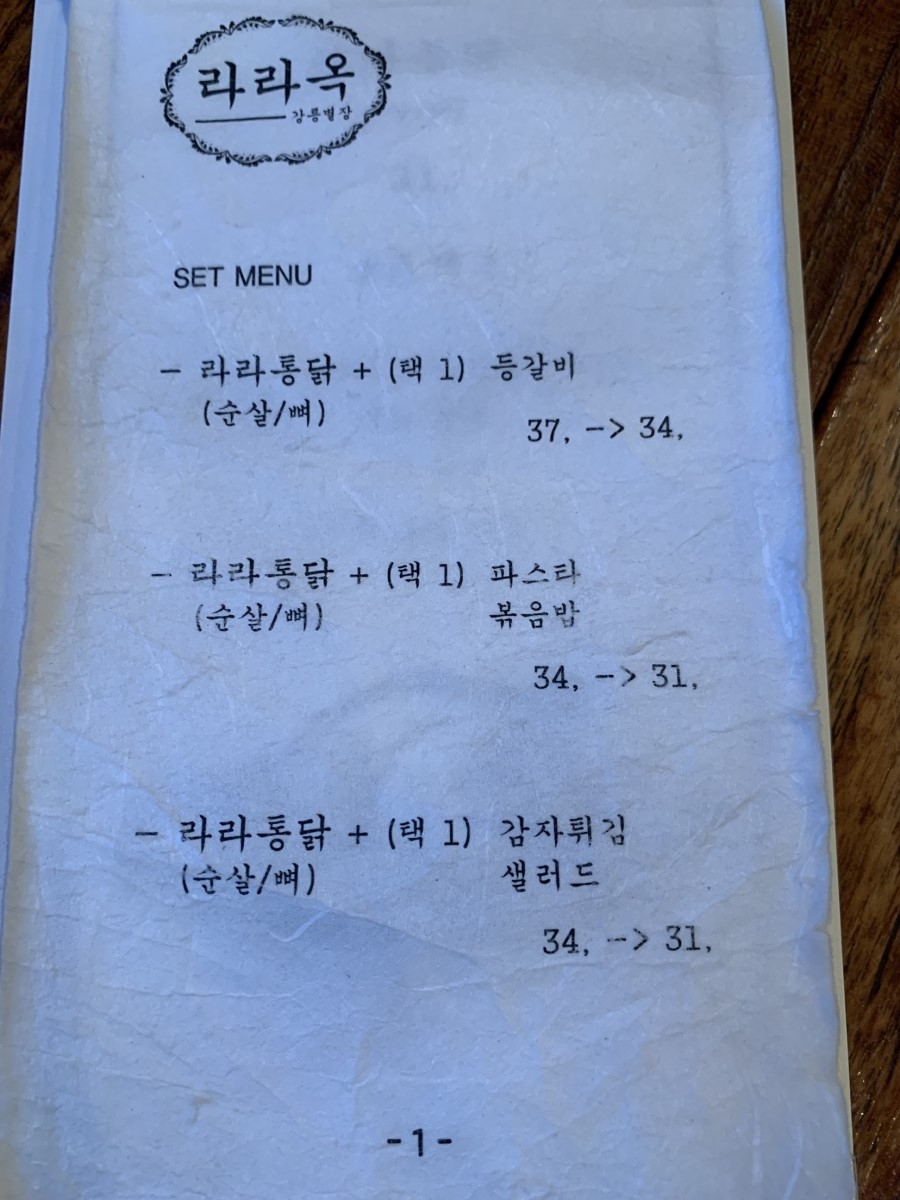 라라옥
강릉별장
SET MENU
- 라라통닭 + (택 1) 등갈비
(순살/뼈)
37, -> 34,
- 라라통닭 + (택 1) 파스타
(순살/뼈) 볶음밥
34, -> 31,
- 라라통닭 + (택 1) 감자튀김
(순살/뼈) 샐러드
34, -> 31,
-1-